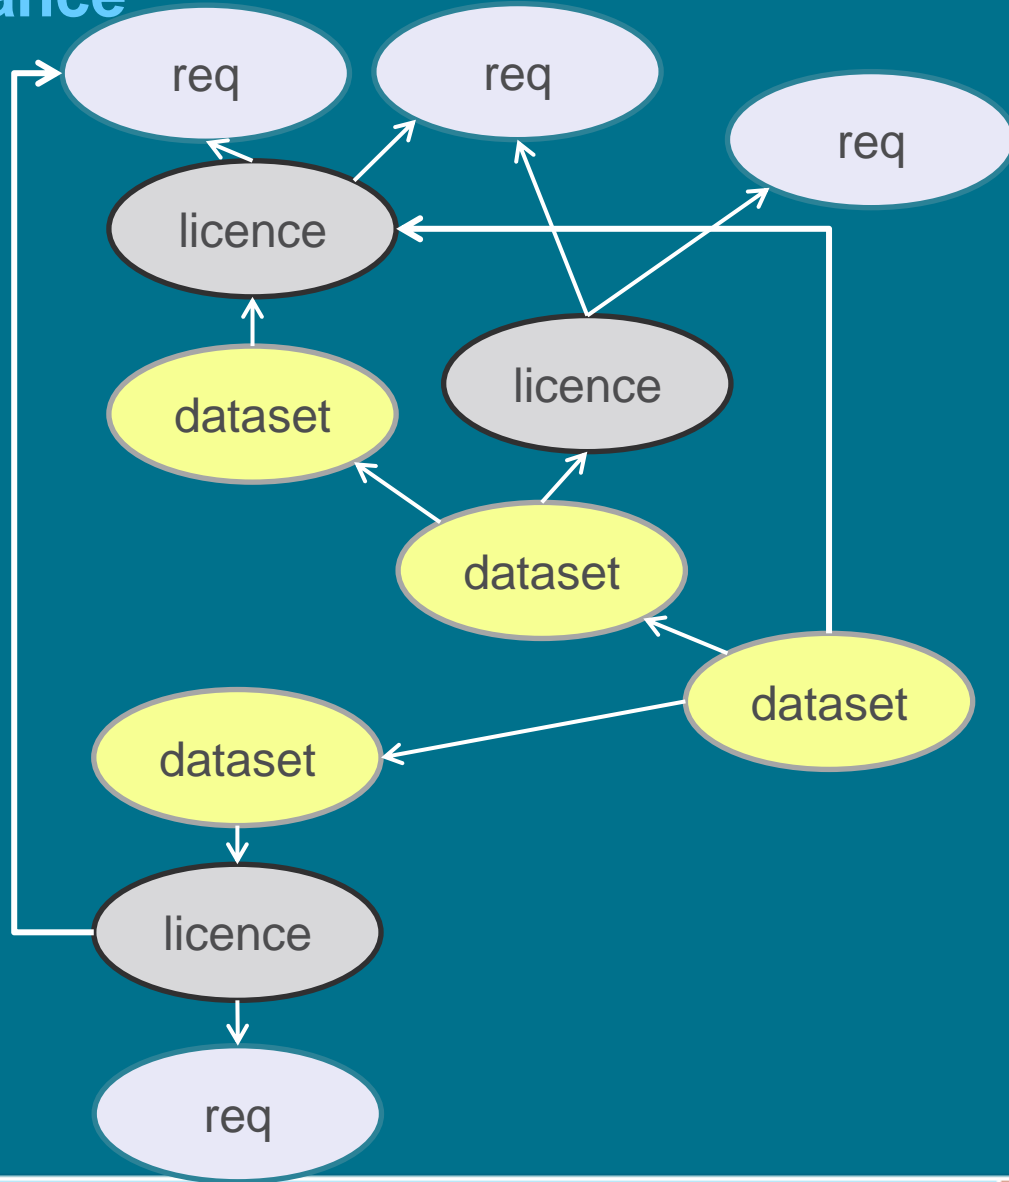 req
req
req
licence
licence
dataset
dataset
dataset
dataset
licence
req